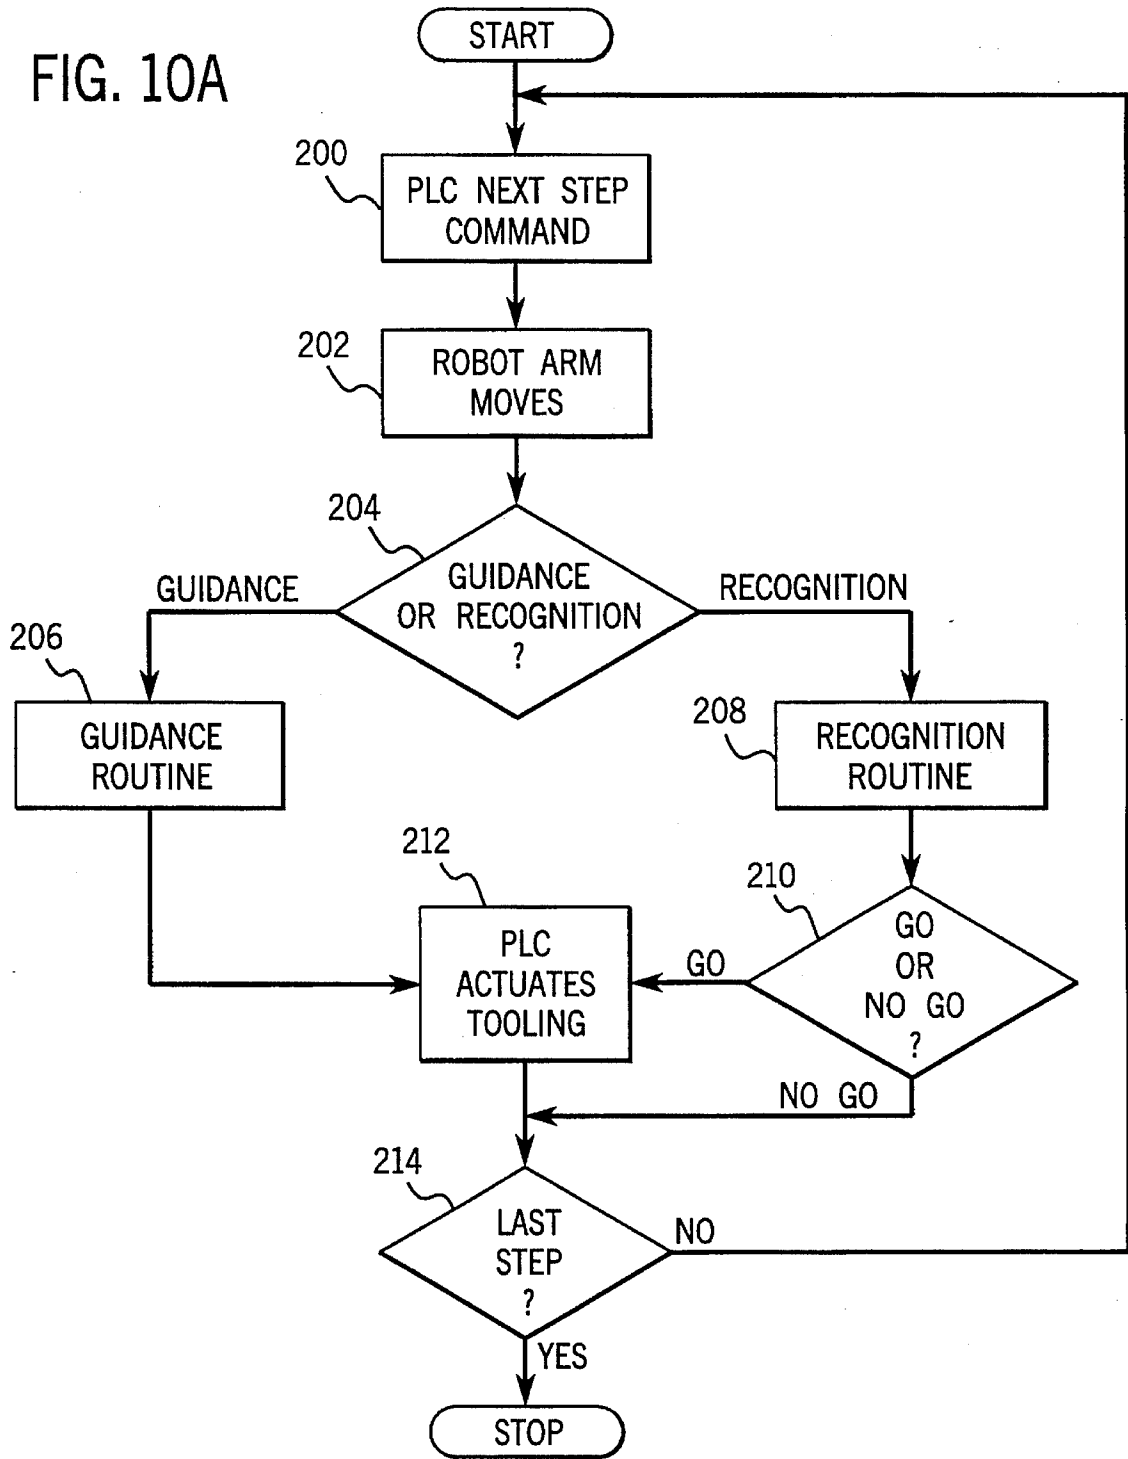 FIG. 10A
START
200
PLC NEXT STEP
COMMAND
202
ROBOT ARM
MOVES
204
GUIDANCE
OR RECOGNITION
?
GUIDANCE
RECOGNITION
206
GUIDANCE
ROUTINE
208
RECOGNITION
ROUTINE
212
PLC
ACTUATES
TOOLING
210
GO
OR
NO GO
?
GO
NO GO
214
LAST
STEP
?
NO
YES
STOP